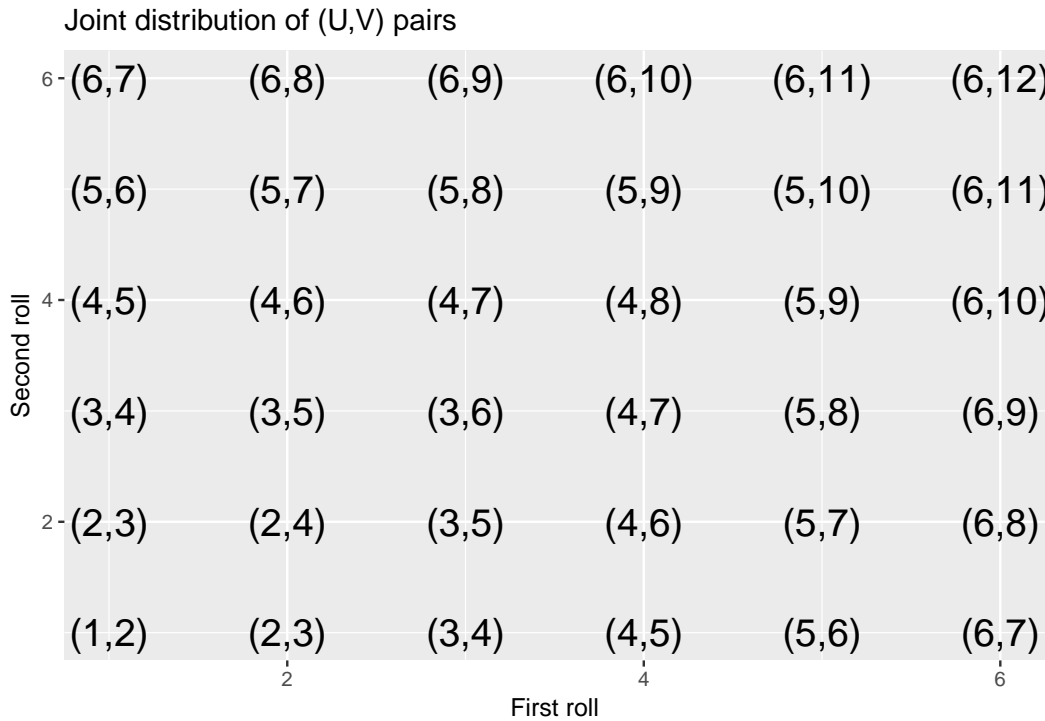 Joint distribution of (U,V) pairs
6 (6,7) (6,8) (6,9) (6,10) (6,11) (6,12)
(5,6) (5,7) (5,8) (5,9) (5,10) (6,11)
4 (4,5) (4,6) (4,7) (4,8) (5,9) (6,10)
(3,4) (3,5) (3,6) (4,7) (5,8) (6,9)
2 (2,3) (2,4) (3,5) (4,6) (5,7) (6,8)
(1,2) (2,3) (3,4) (4,5) (5,6) (6,7)
Second roll
2 4 6
First roll